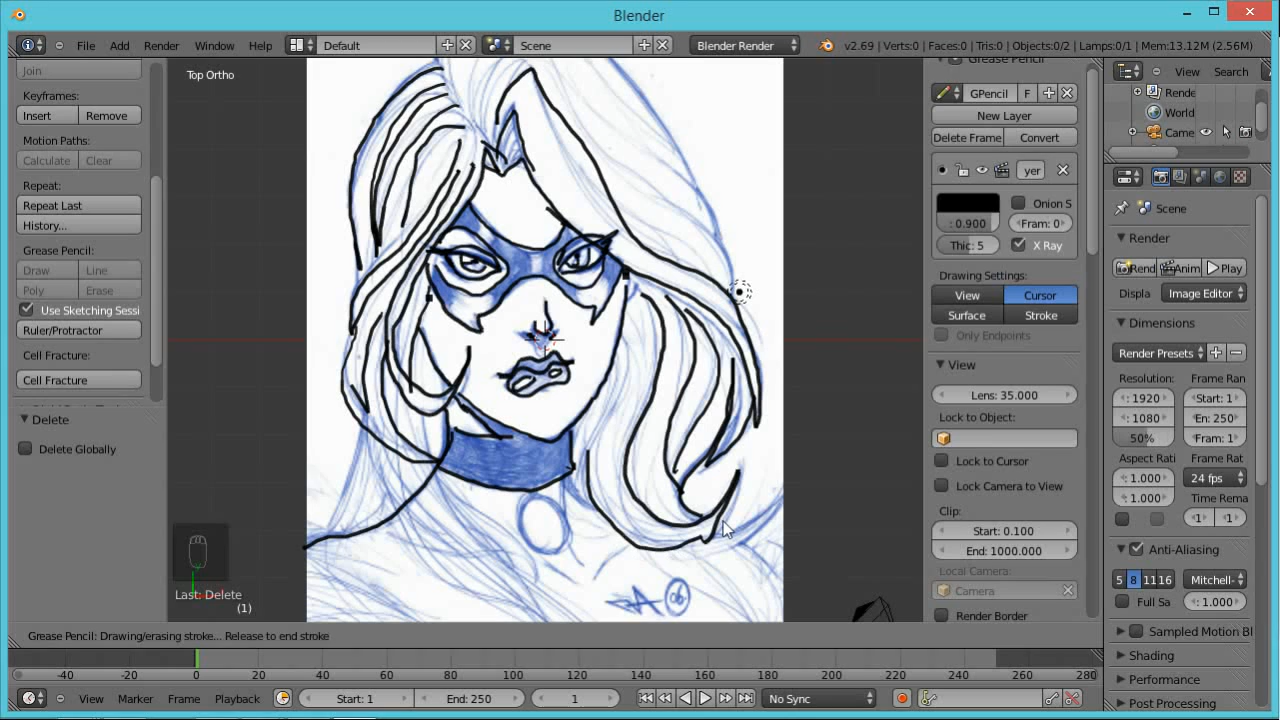 Blender
File Add Render Window Help Default Scene Blender Render v2.69 | Verts:0 | Faces:0 | Tris:0 | Objects:0/2 | Lamps:0/1 | Mem:13.12M (2.56M)
Join
Keyframes:
Insert Remove
Motion Paths:
Calculate Clear
Repeat:
Repeat Last
History...
Grease Pencil:
Draw Line
Poly Erase
Use Sketching Sessi
Ruler/Protractor
Cell Fracture:
Cell Fracture
Delete
Delete Globally
Top Ortho
Last: Delete
(1)
06
Grease Pencil
GPencil F
New Layer
Delete Frame Convert
yer
Onion S
: 0.900 Fram: 0
Thic: 5 X Ray
Drawing Settings:
View Cursor
Surface Stroke
Only Endpoints
View
Lens: 35.000
Lock to Object:
Lock to Cursor
Lock Camera to View
Clip:
Start: 0.100
End: 1000.000
Local Camera:
Camera
Render Border
View Search
Rende
World
Came
Scene
Render
Rend Anim Play
Displa Image Editor
Dimensions
Render Presets
Resolution: Frame Ran
: 1920 Start: 1
: 1080 En: 250
50% Fram: 1
Aspect Rati Frame Rat
: 1.000 24 fps
: 1.000 Time Rema
1 1
Anti-Aliasing
5 8 11 16 Mitchell-
Full Sa : 1.000
Sampled Motion Bl
Shading
Performance
Post Processing
Grease Pencil: Drawing/erasing stroke... Release to end stroke
-40 -20 0 20 40 60 80 100 120 140 160 180 200 220 240 260 280
View Marker Frame Playback Start: 1 End: 250 1 No Sync